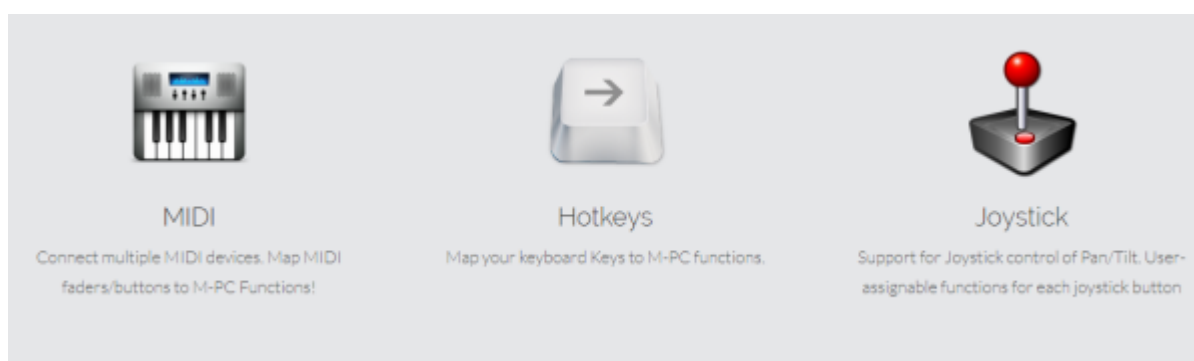 MIDI
Connect multiple MIDI devices. Map MIDI
faders/buttons to M-PC Functions!
Hotkeys
Map your keyboard Keys to M-PC functions.
Joystick
Support for Joystick control of Pan/Tilt. User-
assignable functions for each joystick button